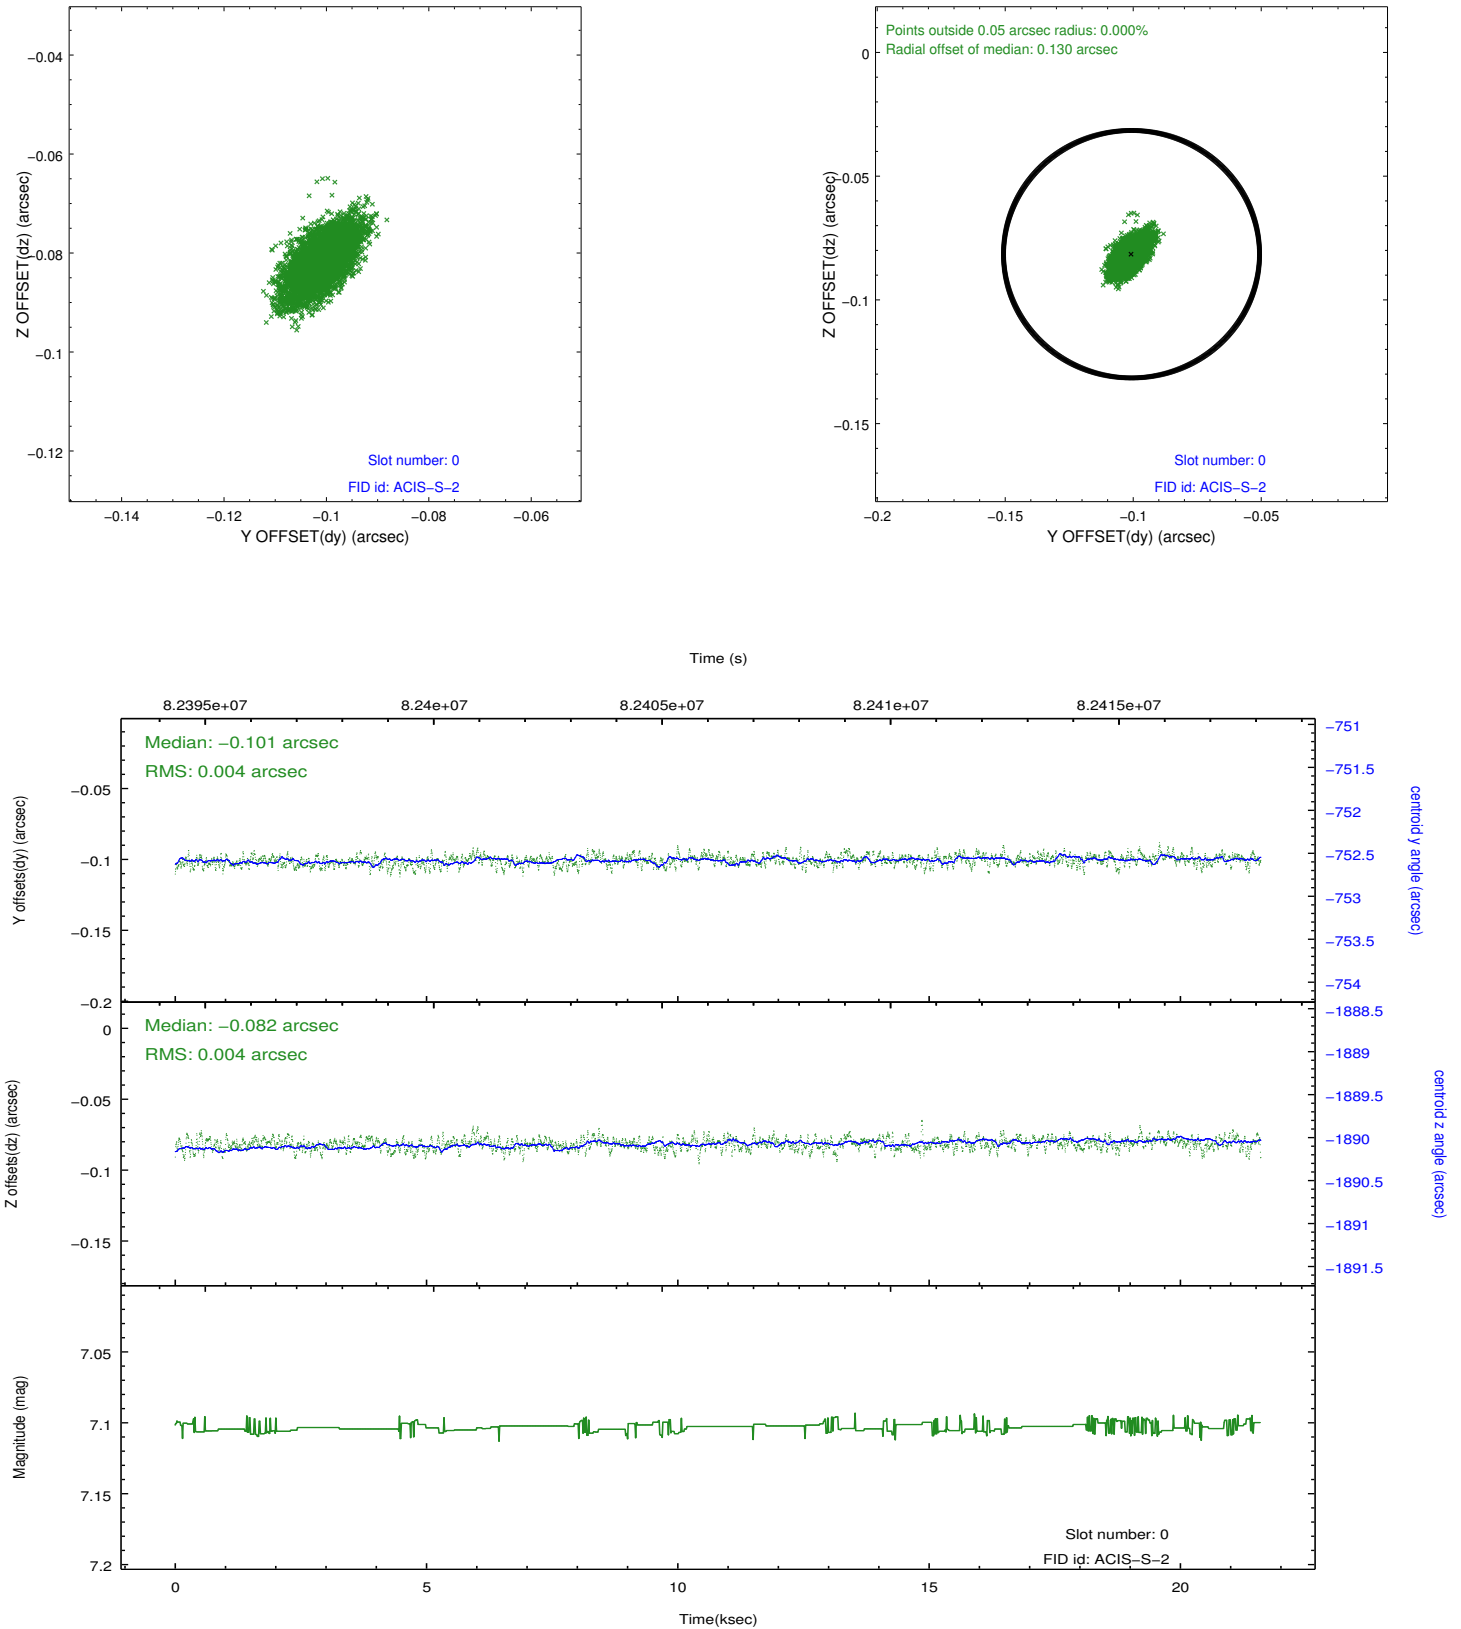 −0.04
−0.06
−0.08
−0.1
−0.12
Z OFFSET(dz) (arcsec)
Slot number: 0
FID id: ACIS−S−2
−0.14 −0.12 −0.1 −0.08 −0.06
Y OFFSET(dy) (arcsec)
Points outside 0.05 arcsec radius: 0.000%
Radial offset of median: 0.130 arcsec
0
−0.05
−0.1
−0.15
Z OFFSET(dz) (arcsec)
Slot number: 0
FID id: ACIS−S−2
−0.2 −0.15 −0.1 −0.05
Y OFFSET(dy) (arcsec)
Time (s)
8.2395e+07 8.24e+07 8.2405e+07 8.241e+07 8.2415e+07
Median: −0.101 arcsec
RMS: 0.004 arcsec
−0.05
−0.1
−0.15
−0.2
Y offsets(dy) (arcsec)
−751
−751.5
−752
−752.5
−753
−753.5
−754
centroid y angle (arcsec)
Median: −0.082 arcsec
RMS: 0.004 arcsec
0
−0.05
−0.1
−0.15
Z offsets(dz) (arcsec)
−1888.5
−1889
−1889.5
−1890
−1890.5
−1891
−1891.5
centroid z angle (arcsec)
7.05
7.1
7.15
7.2
Magnitude (mag)
Slot number: 0
FID id: ACIS−S−2
0 5 10 15 20
Time(ksec)